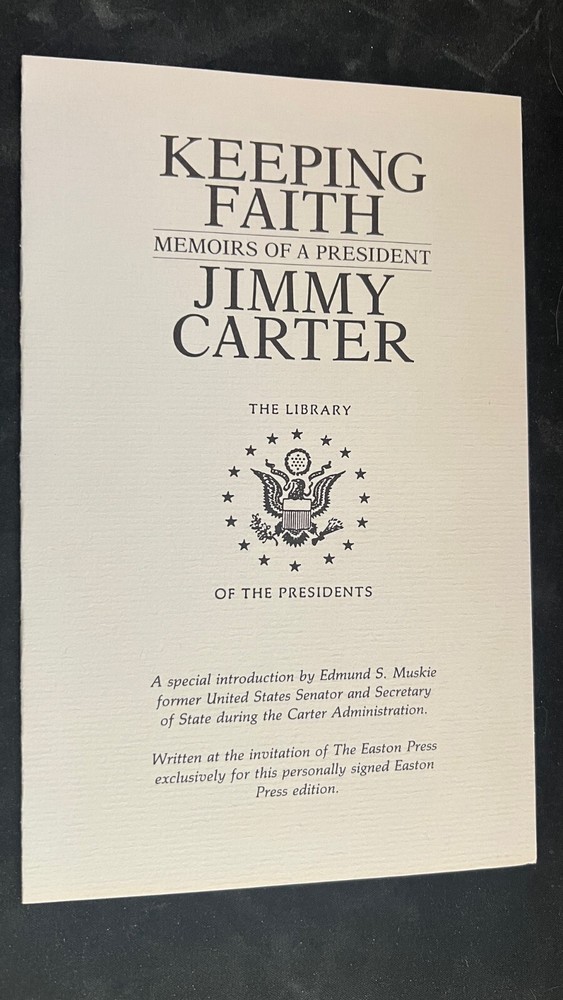 KEEPING
FAITH
MEMOIRS OF A PRESIDENT
JIMMY
CARTER
THE LIBRARY
OF THE PRESIDENTS
A special introduction by Edmund S. Muskie
former United States Senator and Secretary
of State during the Carter Administration.
Written at the invitation of The Easton Press
exclusively for this personally signed Easton
Press edition.